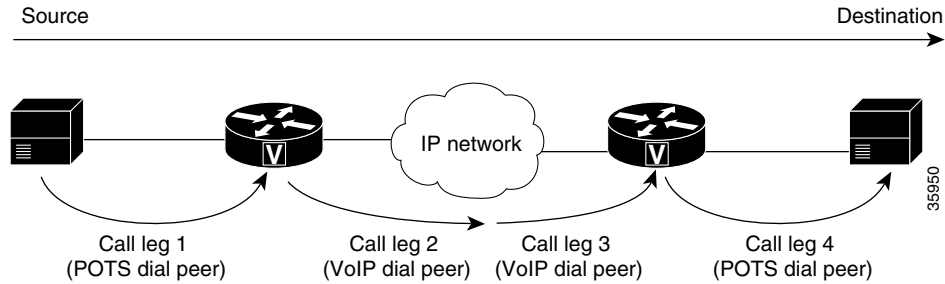 Source
Destination
V
IP network
V
35950
Call leg 1
(POTS dial peer)
Call leg 2
(VoIP dial peer)
Call leg 3
(VoIP dial peer)
Call leg 4
(POTS dial peer)